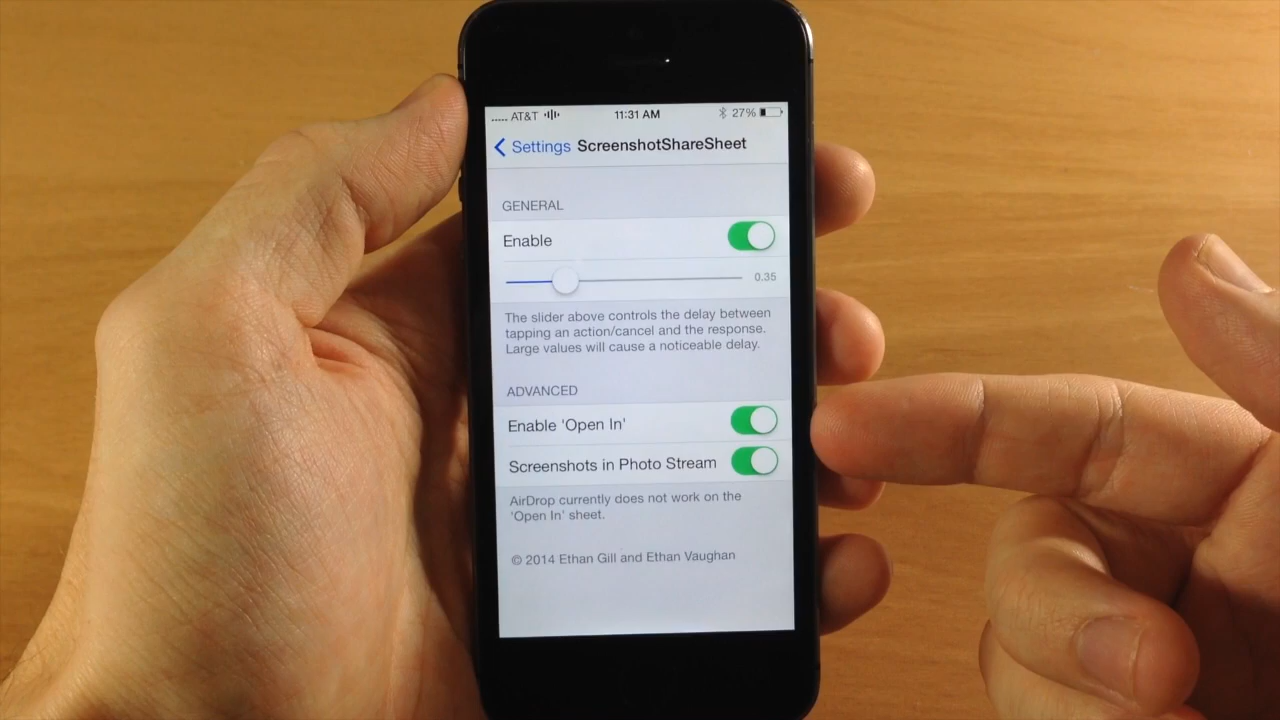 AT&T 11:31 AM 27%
Settings ScreenshotShareSheet
GENERAL
Enable
0.35
The slider above controls the delay between
tapping an action/cancel and the response.
Large values will cause a noticeable delay.
ADVANCED
Enable 'Open In'
Screenshots in Photo Stream
AirDrop currently does not work on the
'Open In' sheet.
© 2014 Ethan Gill and Ethan Vaughan